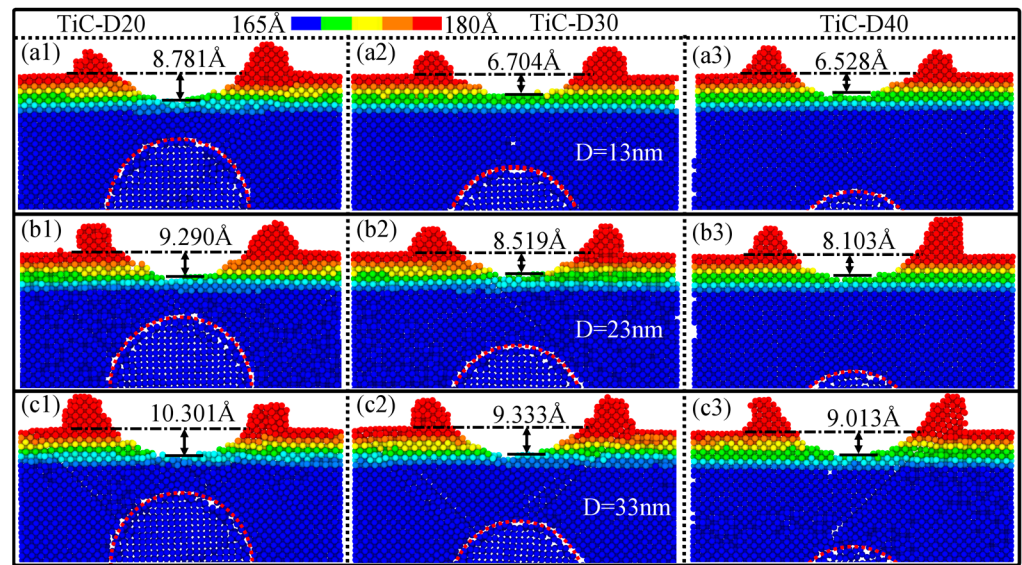 TiC-D20 165Å 180Å TiC-D30 TiC-D40
(a1) 8.781Å (a2) 6.704Å (a3) 6.528Å
D=13nm
(b1) 9.290Å (b2) 8.519Å (b3) 8.103Å
D=23nm
(c1) 10.301Å (c2) 9.333Å (c3) 9.013Å
D=33nm